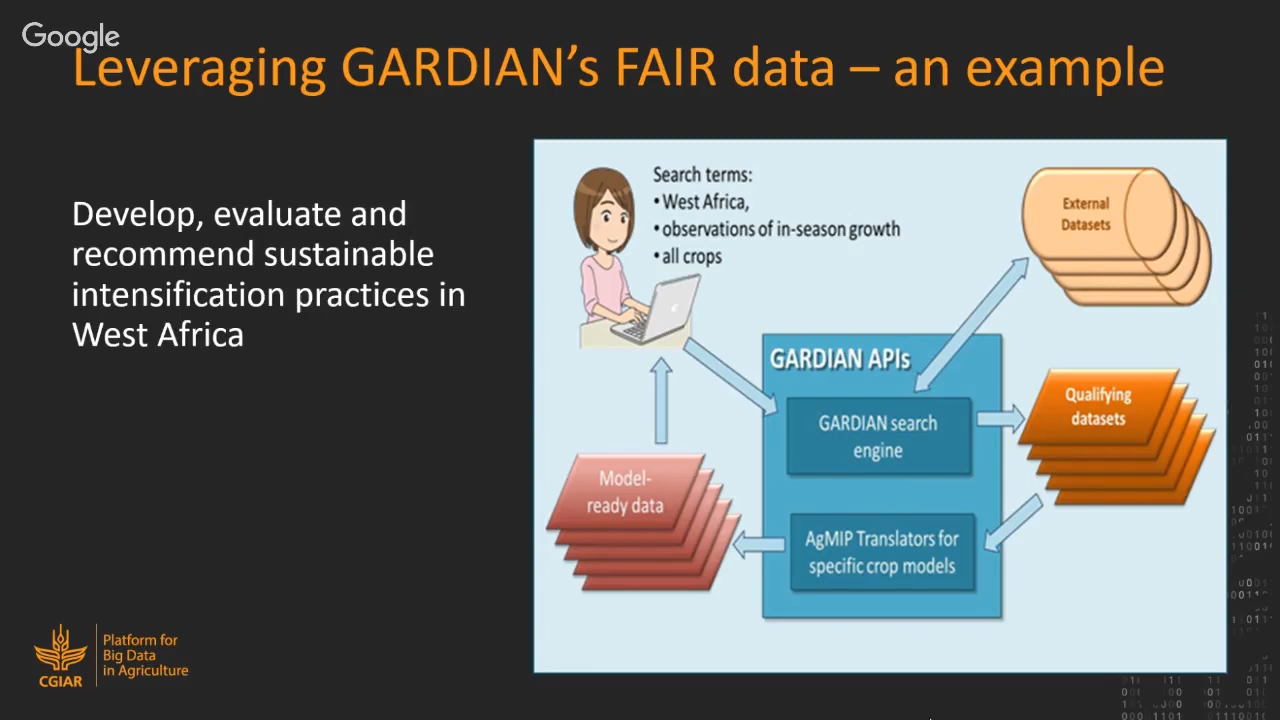 Google
Leveraging GARDIAN's FAIR data – an example
Develop, evaluate and
recommend sustainable
intensification practices in
West Africa
Search terms:
•West Africa,
•observations of in-season growth
•all crops
External
Datasets
GARDIAN APIs
GARDIAN search
engine
Qualifying
datasets
Model-
ready data
AgMIP Translators for
specific crop models
CGIAR
Platform for
Big Data
in Agriculture